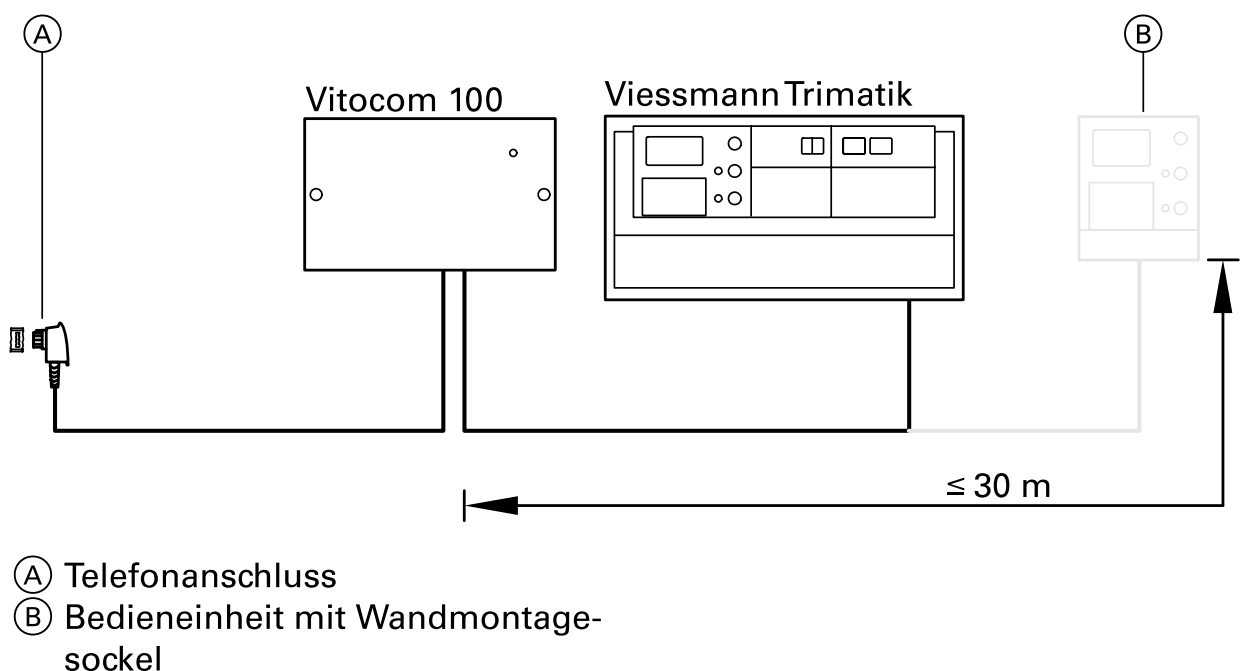 A
B
Vitocom 100
Viessmann Trimatik
≤ 30 m
A Telefonanschluss
B Bedieneinheit mit Wandmontage-
sockel